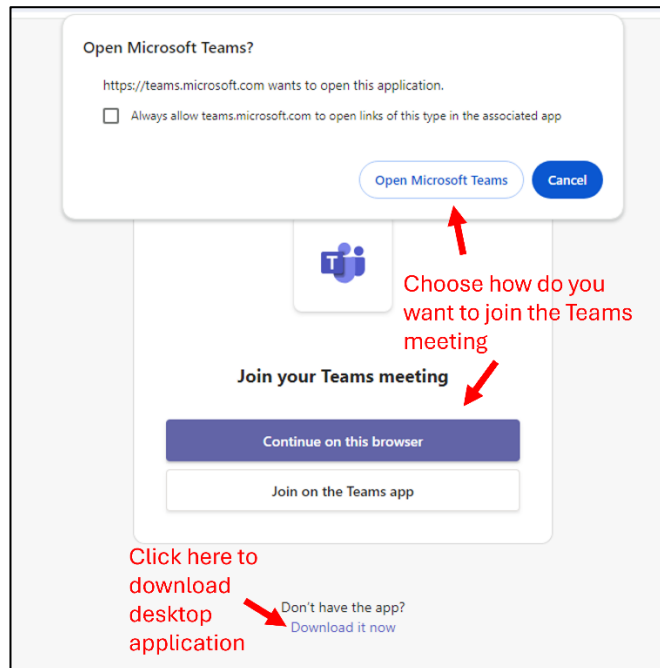 Open Microsoft Teams?
https://teams.microsoft.com wants to open this application.
Always allow teams.microsoft.com to open links of this type in the associated app
Open Microsoft Teams
Cancel
T
Choose how do you
want to join the Teams
meeting
Join your Teams meeting
Continue on this browser
Join on the Teams app
Click here to
download
desktop
application
Don't have the app?
Download it now